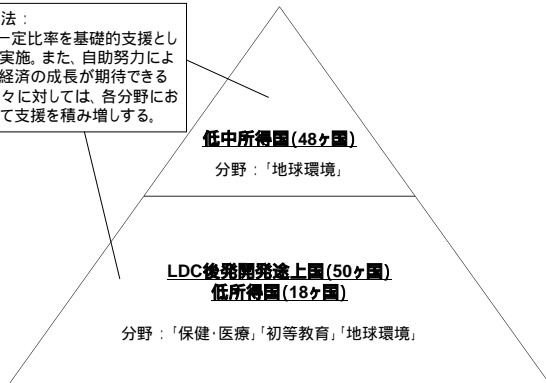 法:
一定比率を基礎的支援とし
実施。また、自助努力によ
経済の成長が期待できる
々に対しては、各分野にお
て支援を積み増しする。
低中所得国(48ヶ国)
分野:「地球環境」
LDC後発開発途上国(50ヶ国)
低所得国(18ヶ国)
分野:「保健・医療」「初等教育」「地球環境」